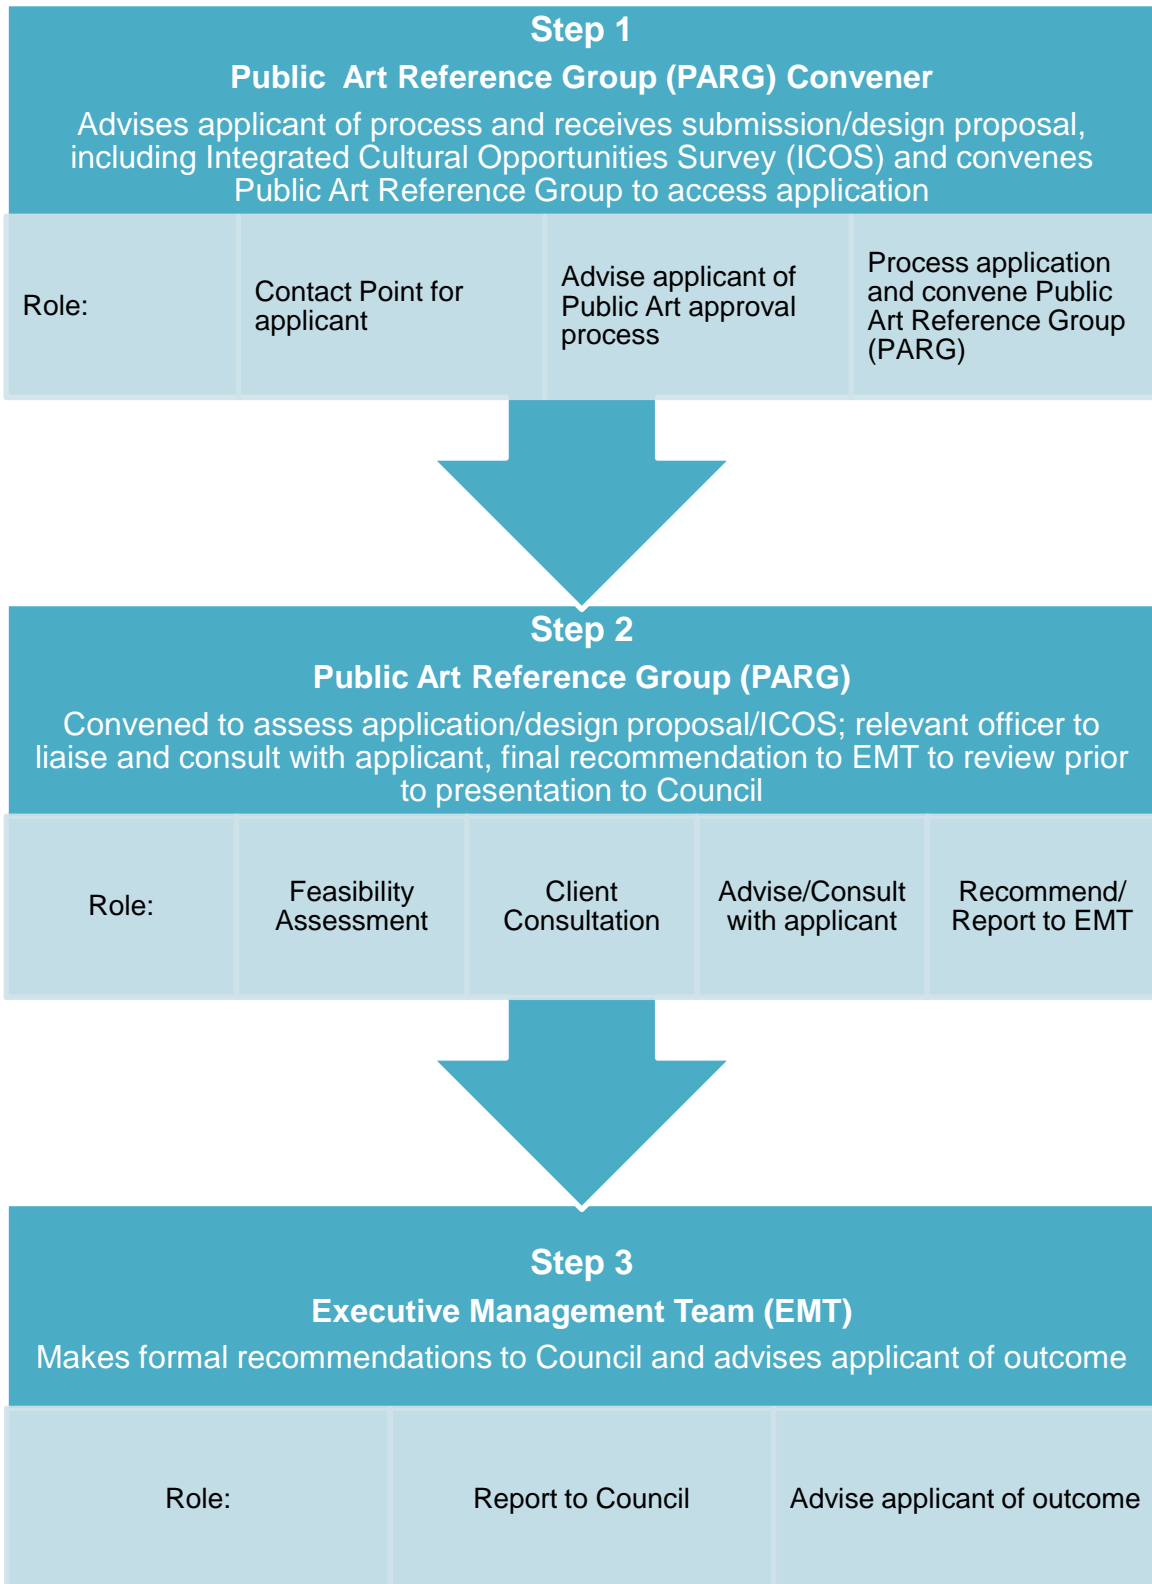 Step 1
Public Art Reference Group (PARG) Convener
Advises applicant of process and receives submission/design proposal,
including Integrated Cultural Opportunities Survey (ICOS) and convenes
Public Art Reference Group to access application
Role:
Contact Point for
applicant
Advise applicant of
Public Art approval
process
Process application
and convene Public
Art Reference Group
(PARG)
Step 2
Public Art Reference Group (PARG)
Convened to assess application/design proposal/ICOS; relevant officer to
liaise and consult with applicant, final recommendation to EMT to review prior
to presentation to Council
Role:
Feasibility
Assessment
Client
Consultation
Advise/Consult
with applicant
Recommend/
Report to EMT
Step 3
Executive Management Team (EMT)
Makes formal recommendations to Council and advises applicant of outcome
Role:
Report to Council
Advise applicant of outcome